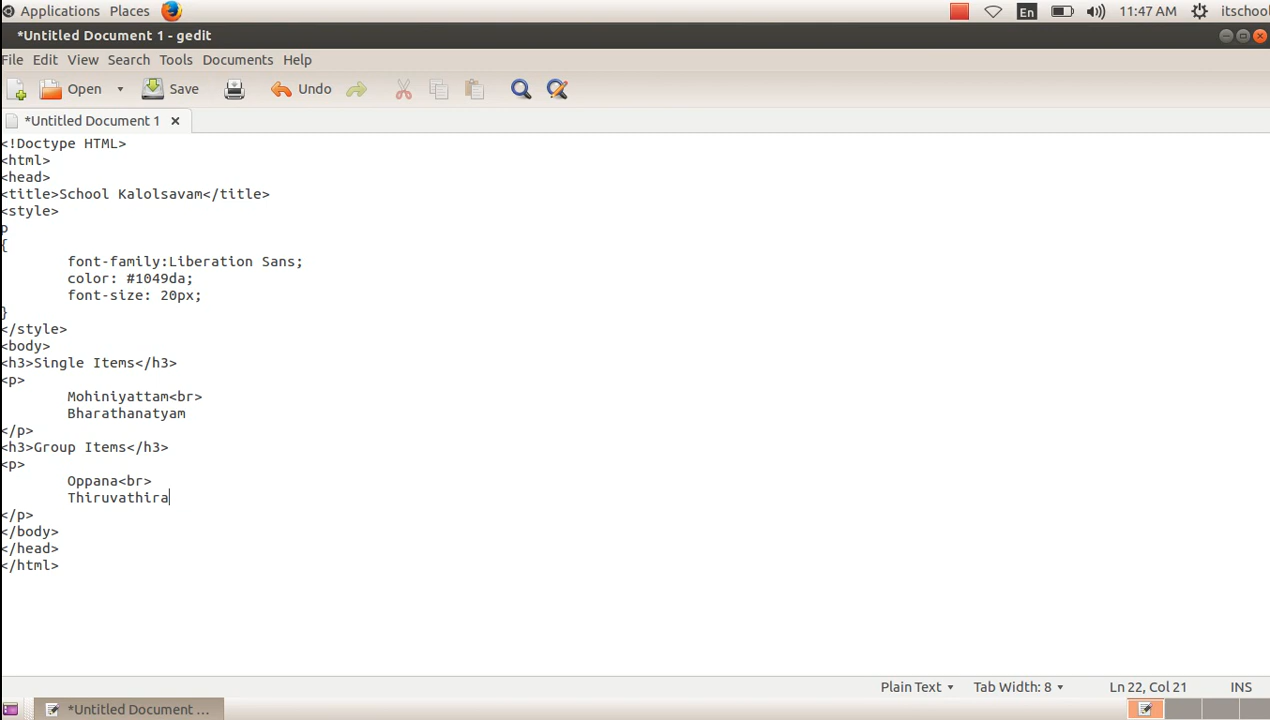 Applications Places En 11:47 AM itschool
*Untitled Document 1 - gedit
File Edit View Search Tools Documents Help
Open Save Undo
*Untitled Document 1
<!Doctype HTML>
<html>
<head>
<title>School Kalolsavam</title>
<style>
p
{
font-family:Liberation Sans;
color: #1049da;
font-size: 20px;
}
</style>
<body>
<h3>Single Items</h3>
<p>
Mohiniyattam<br>
Bharathanatyam
</p>
<h3>Group Items</h3>
<p>
Oppana<br>
Thiruvathira
</p>
</body>
</head>
</html>
Plain Text Tab Width: 8 Ln 22, Col 21 INS
*Untitled Document ...